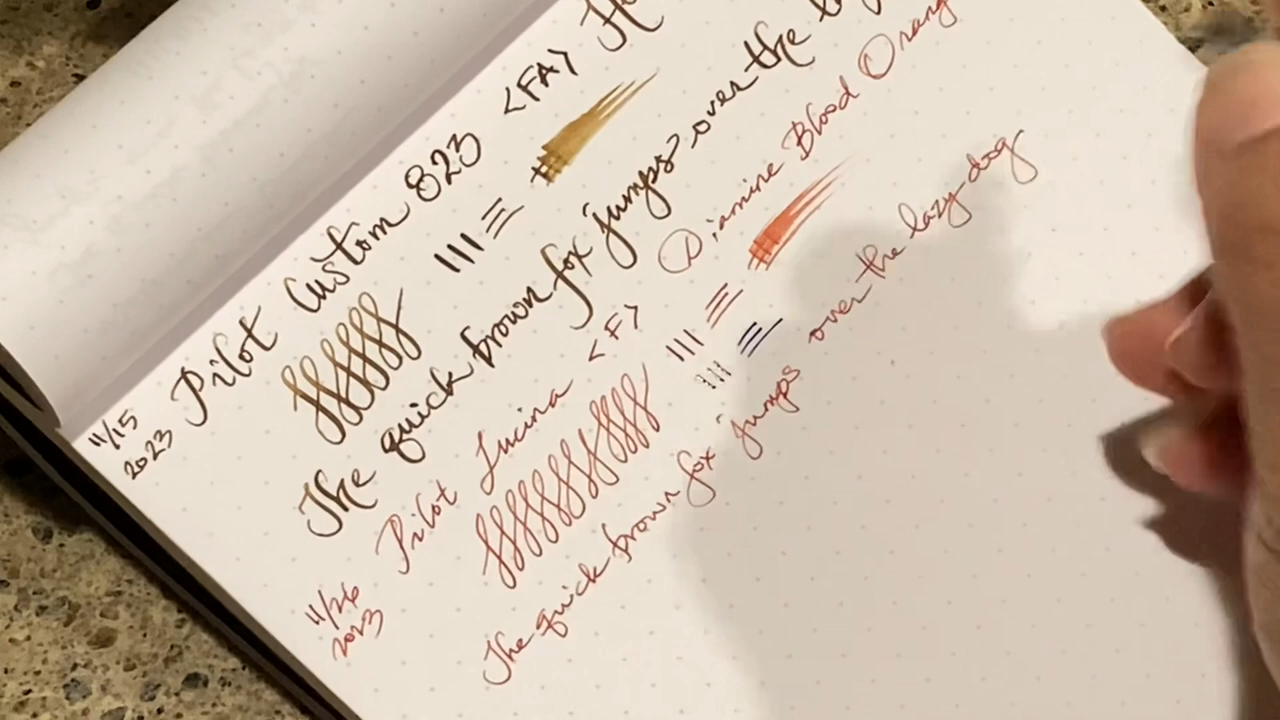 11/15
2023
Pilot Custom 823 <FA>
The quick brown fox jumps over the
11/26
2023
Pilot Lucina <F> Diamine Blood Orang
The quick brown fox jumps over the lazy dog